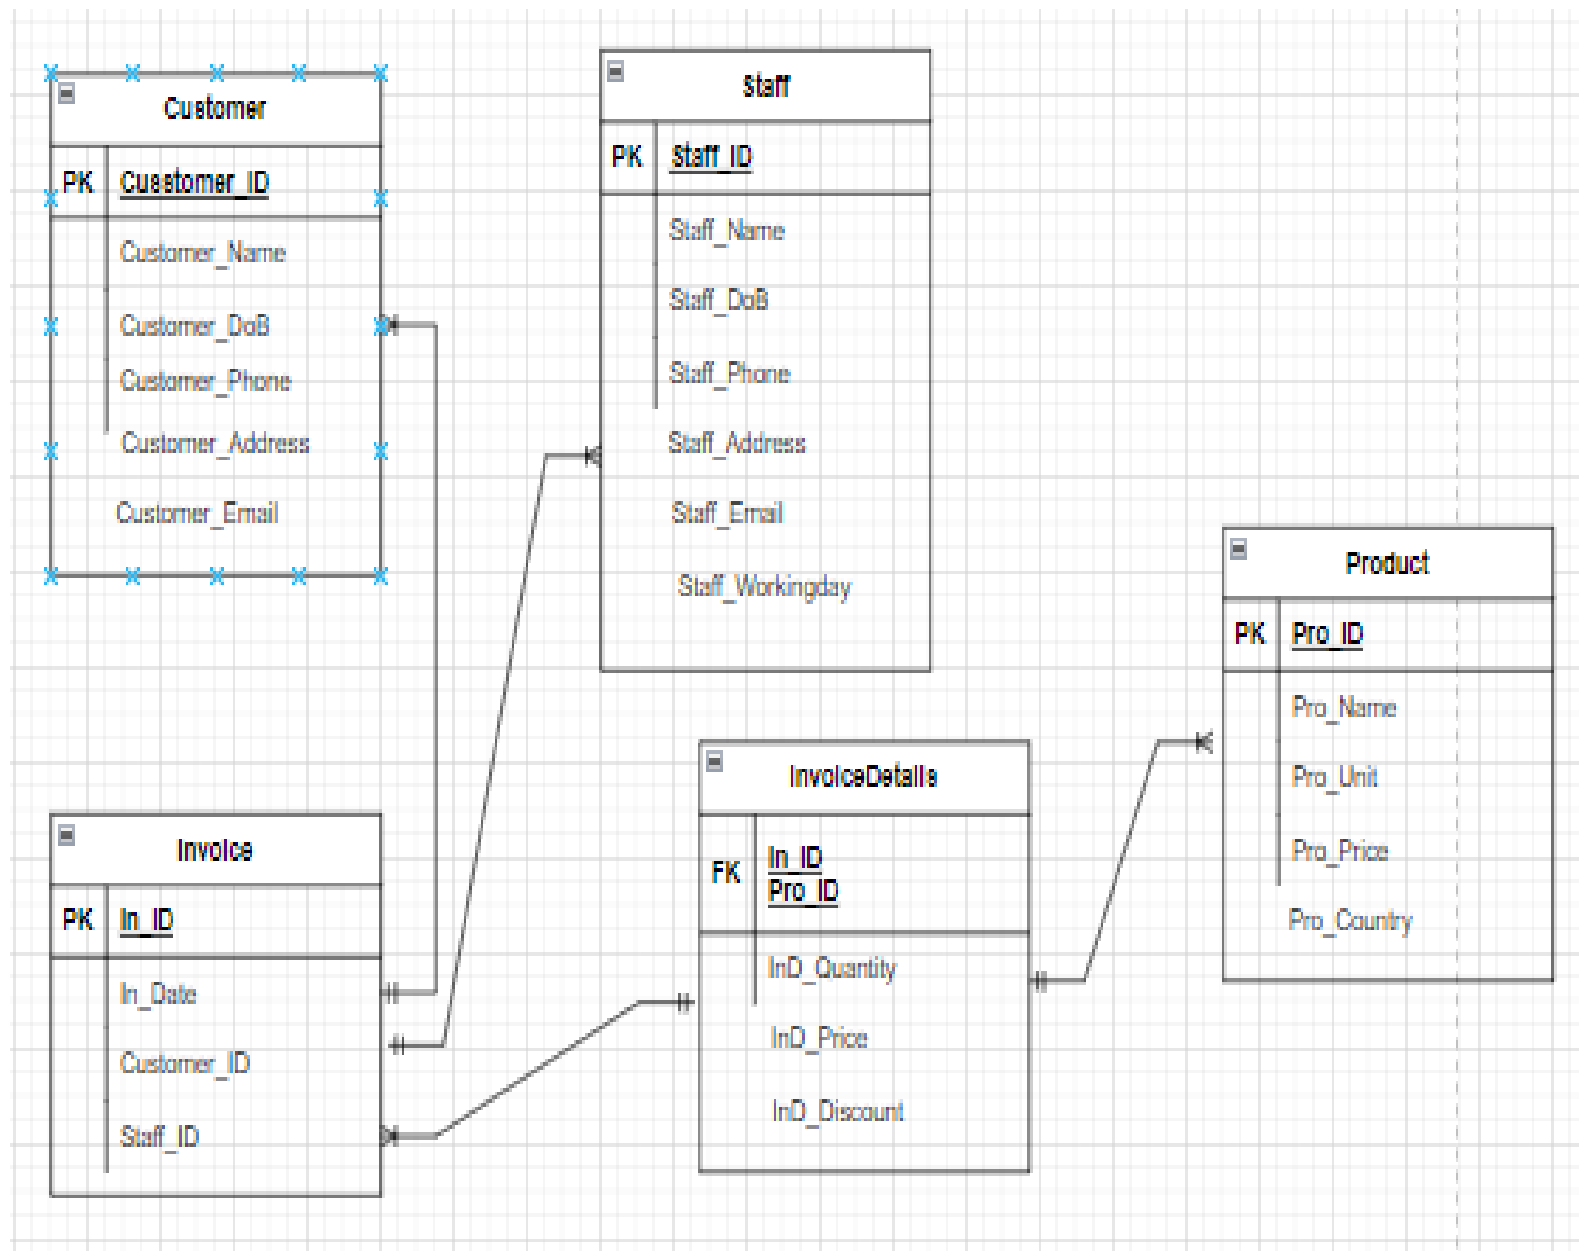 Customer
PK Cusstomer_ID
Customer_Name
Customer_DoB
Customer_Phone
Customer_Address
Customer_Email
Staff
PK Staff_ID
Staff_Name
Staff_DoB
Staff_Phone
Staff_Address
Staff_Email
Staff_Workingday
Product
PK Pro_ID
Pro_Name
Pro_Unit
Pro_Price
Pro_Country
Invoice
PK In_ID
In_Date
Customer_ID
Staff_ID
InvoiceDetails
FK In_ID
Pro_ID
InD_Quantity
InD_Price
InD_Discount